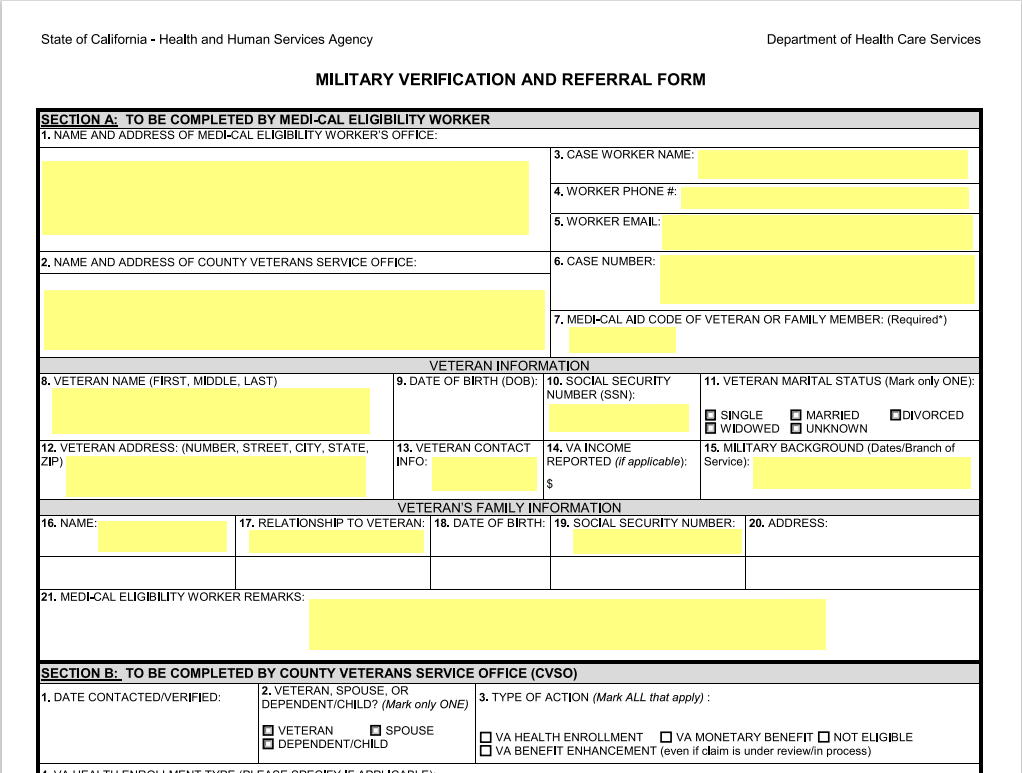 State of California - Health and Human Services Agency
Department of Health Care Services
MILITARY VERIFICATION AND REFERRAL FORM
SECTION A: TO BE COMPLETED BY MEDI-CAL ELIGIBILITY WORKER
1. NAME AND ADDRESS OF MEDI-CAL ELIGIBILITY WORKER'S OFFICE:
3. CASE WORKER NAME:
4. WORKER PHONE #:
5. WORKER EMAIL:
2. NAME AND ADDRESS OF COUNTY VETERANS SERVICE OFFICE:
6. CASE NUMBER:
7. MEDI-CAL AID CODE OF VETERAN OR FAMILY MEMBER: (Required*)
VETERAN INFORMATION
8. VETERAN NAME (FIRST, MIDDLE, LAST)
9. DATE OF BIRTH (DOB):
10. SOCIAL SECURITY
NUMBER (SSN):
11. VETERAN MARITAL STATUS (Mark only ONE):
SINGLE MARRIED DIVORCED
WIDOWED UNKNOWN
12. VETERAN ADDRESS: (NUMBER, STREET, CITY, STATE,
ZIP)
13. VETERAN CONTACT
INFO:
14. VA INCOME
REPORTED (if applicable):
$
15. MILITARY BACKGROUND (Dates/Branch of
Service):
VETERAN'S FAMILY INFORMATION
16. NAME:
17. RELATIONSHIP TO VETERAN:
18. DATE OF BIRTH:
19. SOCIAL SECURITY NUMBER:
20. ADDRESS:
21. MEDI-CAL ELIGIBILITY WORKER REMARKS:
SECTION B: TO BE COMPLETED BY COUNTY VETERANS SERVICE OFFICE (CVSO)
1. DATE CONTACTED/VERIFIED:
2. VETERAN, SPOUSE, OR
DEPENDENT/CHILD? (Mark only ONE)
VETERAN SPOUSE
DEPENDENT/CHILD
3. TYPE OF ACTION (Mark ALL that apply) :
VA HEALTH ENROLLMENT VA MONETARY BENEFIT NOT ELIGIBLE
VA BENEFIT ENHANCEMENT (even if claim is under review/in process)
4. VA HEALTH ENROLLMENT TYPE (PLEASE SPECIFY IF APPLICABLE):